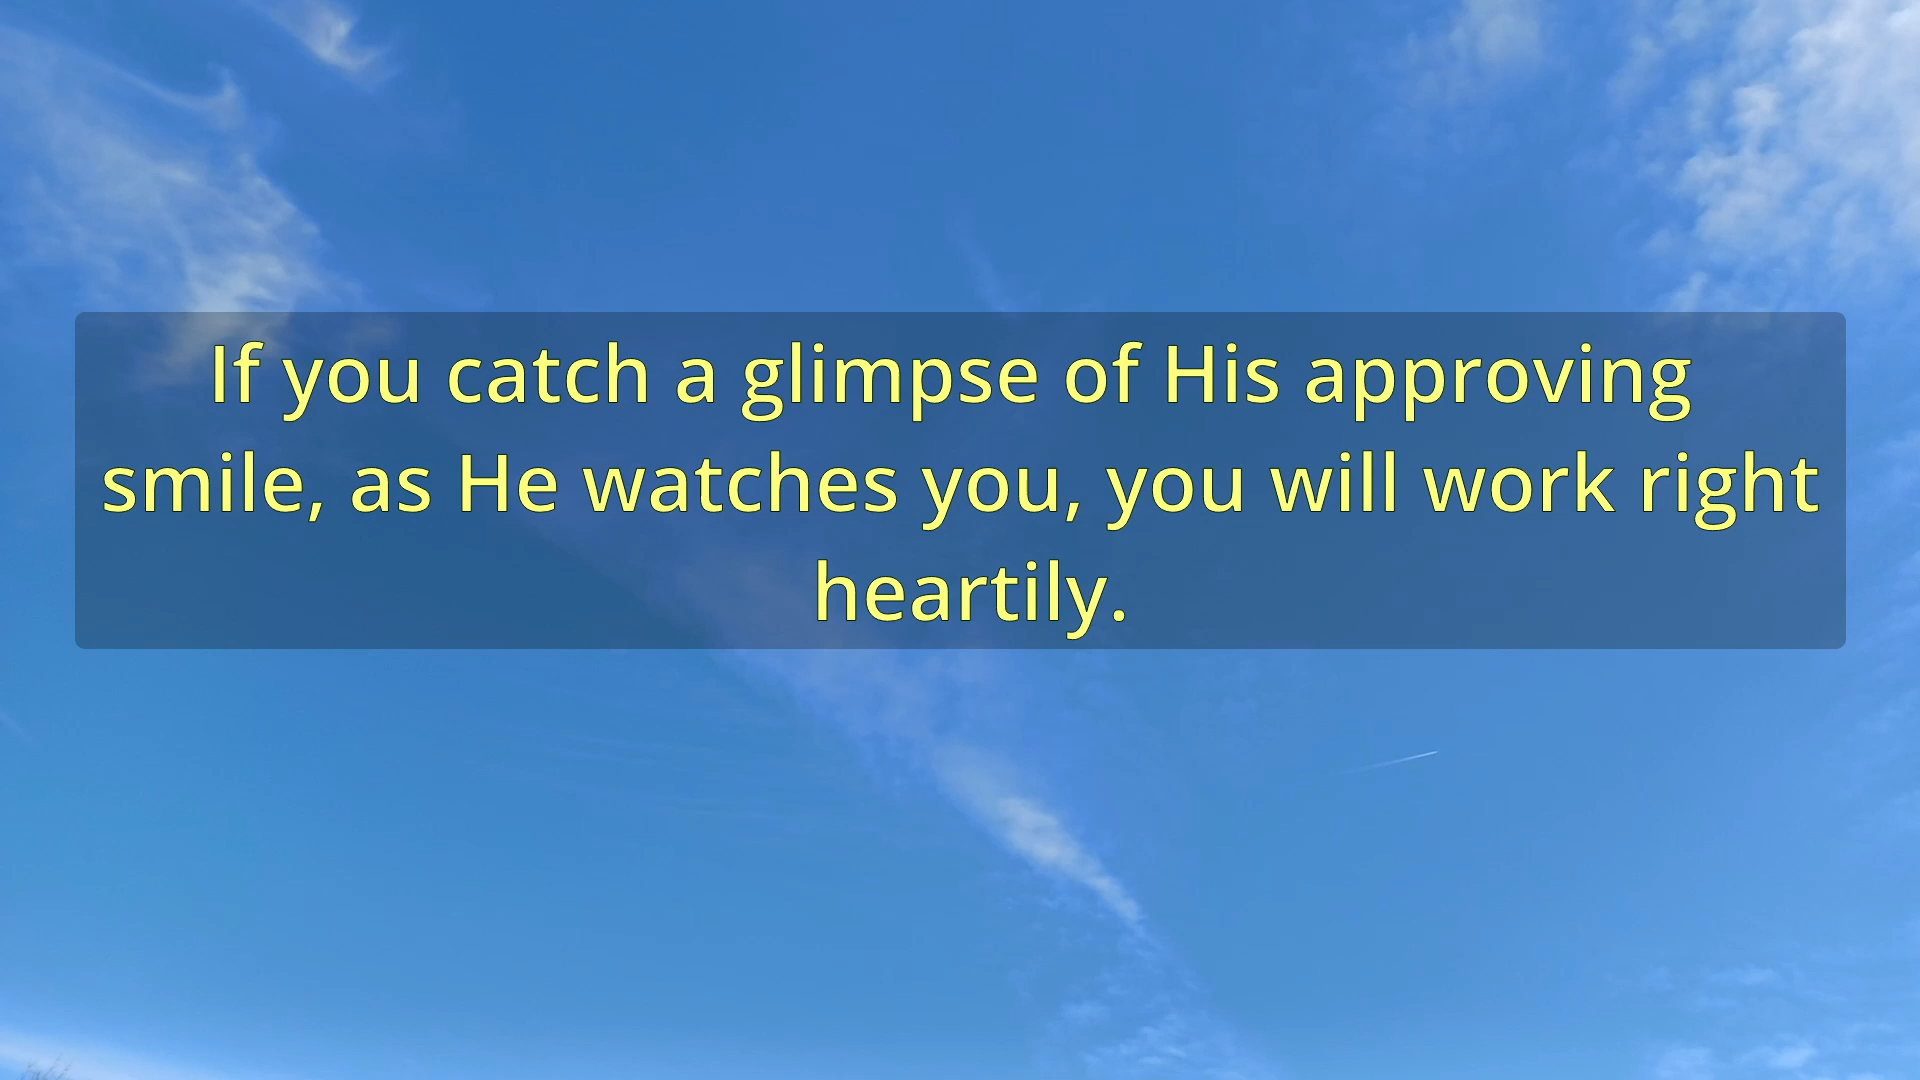 If you catch a glimpse of His approving
smile, as He watches you, you will work right
heartily.